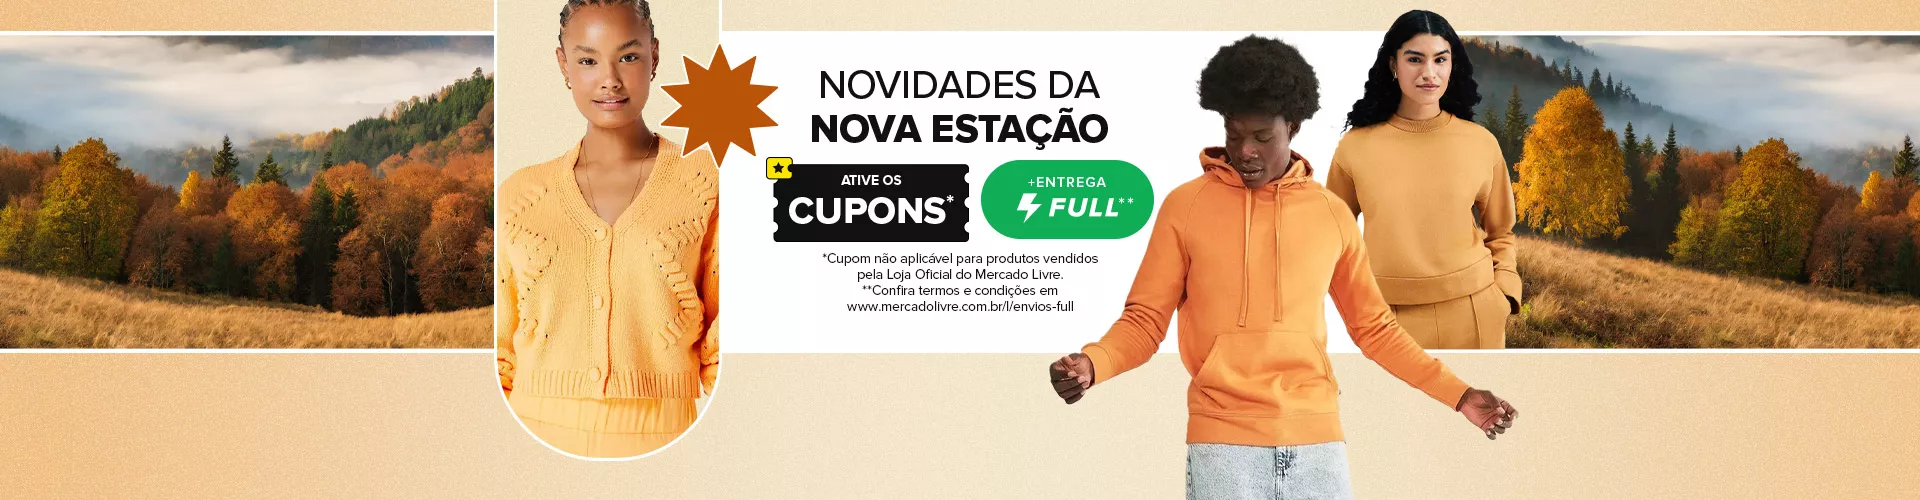 NOVIDADES DA
NOVA ESTAÇÃO
ATIVE OS
CUPONS*
+ENTREGA
FULL**
*Cupom não aplicável para produtos vendidos
pela Loja Oficial do Mercado Livre.
**Confira termos e condições em
www.mercadolivre.com.br/l/envios-full